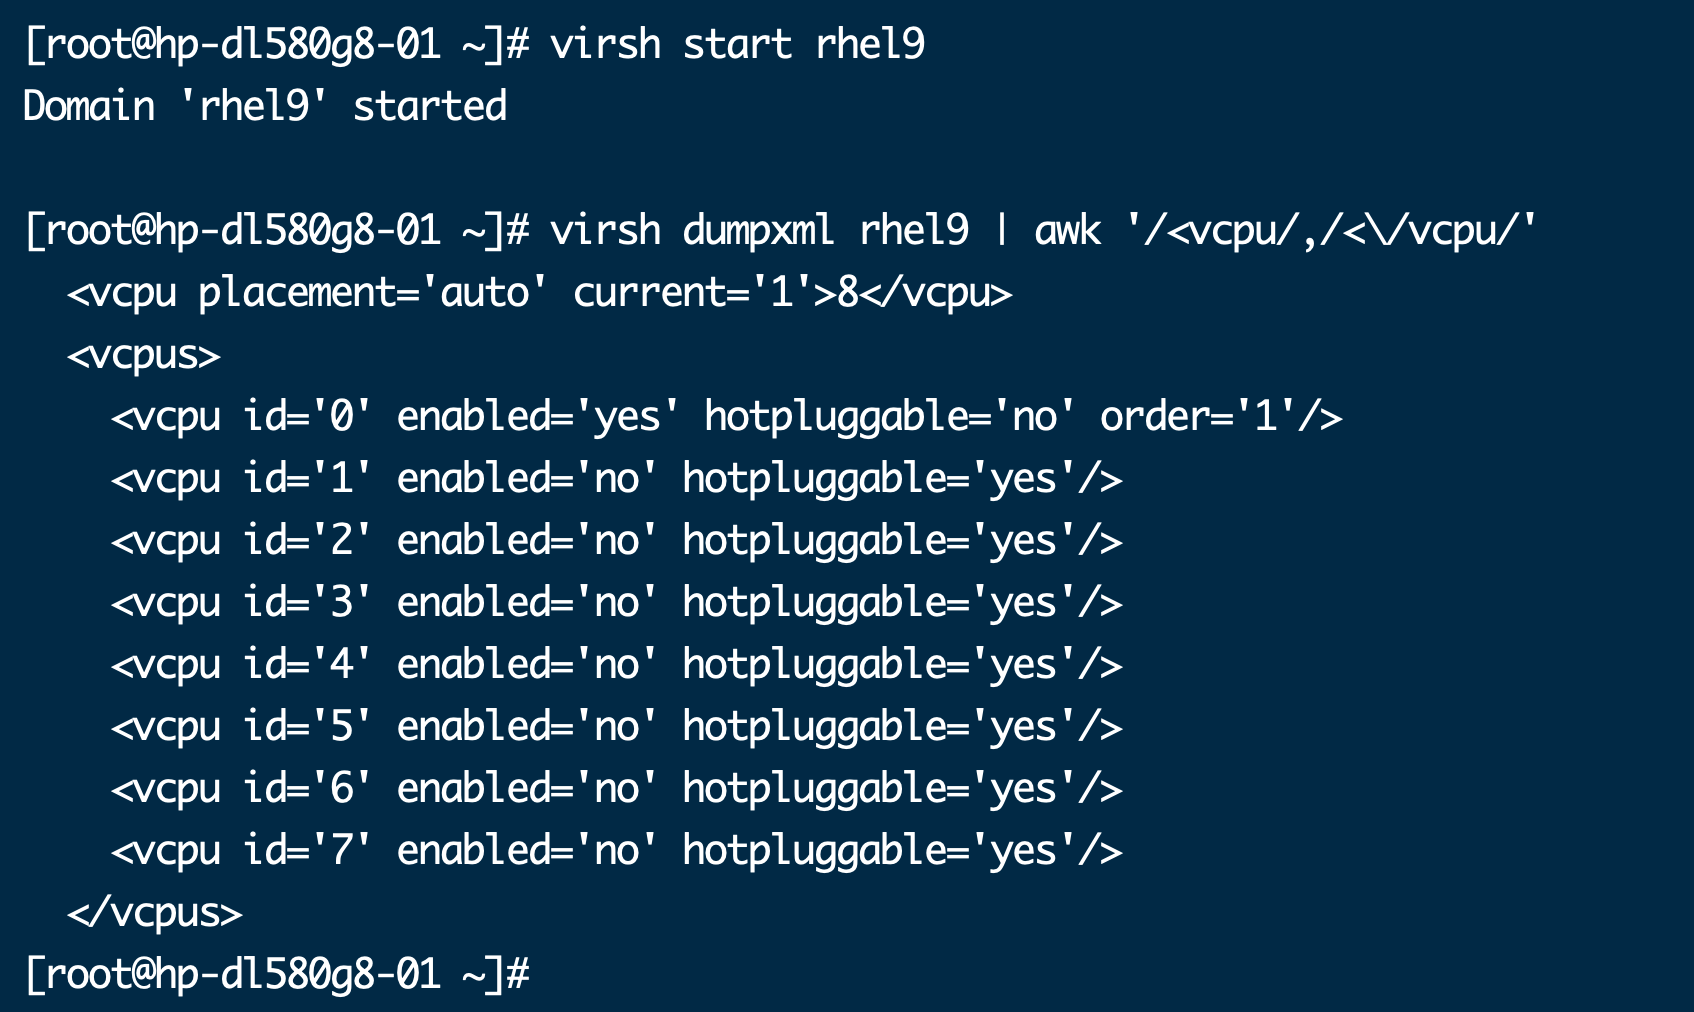 [root@hp-dl580g8-01 ~]# virsh start rhel9
Domain 'rhel9' started

[root@hp-dl580g8-01 ~]# virsh dumpxml rhel9 | awk '/<vcpu/,/<\/vcpu/'
  <vcpu placement='auto' current='1'>8</vcpu>
  <vcpus>
    <vcpu id='0' enabled='yes' hotpluggable='no' order='1'/>
    <vcpu id='1' enabled='no' hotpluggable='yes'/>
    <vcpu id='2' enabled='no' hotpluggable='yes'/>
    <vcpu id='3' enabled='no' hotpluggable='yes'/>
    <vcpu id='4' enabled='no' hotpluggable='yes'/>
    <vcpu id='5' enabled='no' hotpluggable='yes'/>
    <vcpu id='6' enabled='no' hotpluggable='yes'/>
    <vcpu id='7' enabled='no' hotpluggable='yes'/>
  </vcpus>
[root@hp-dl580g8-01 ~]#